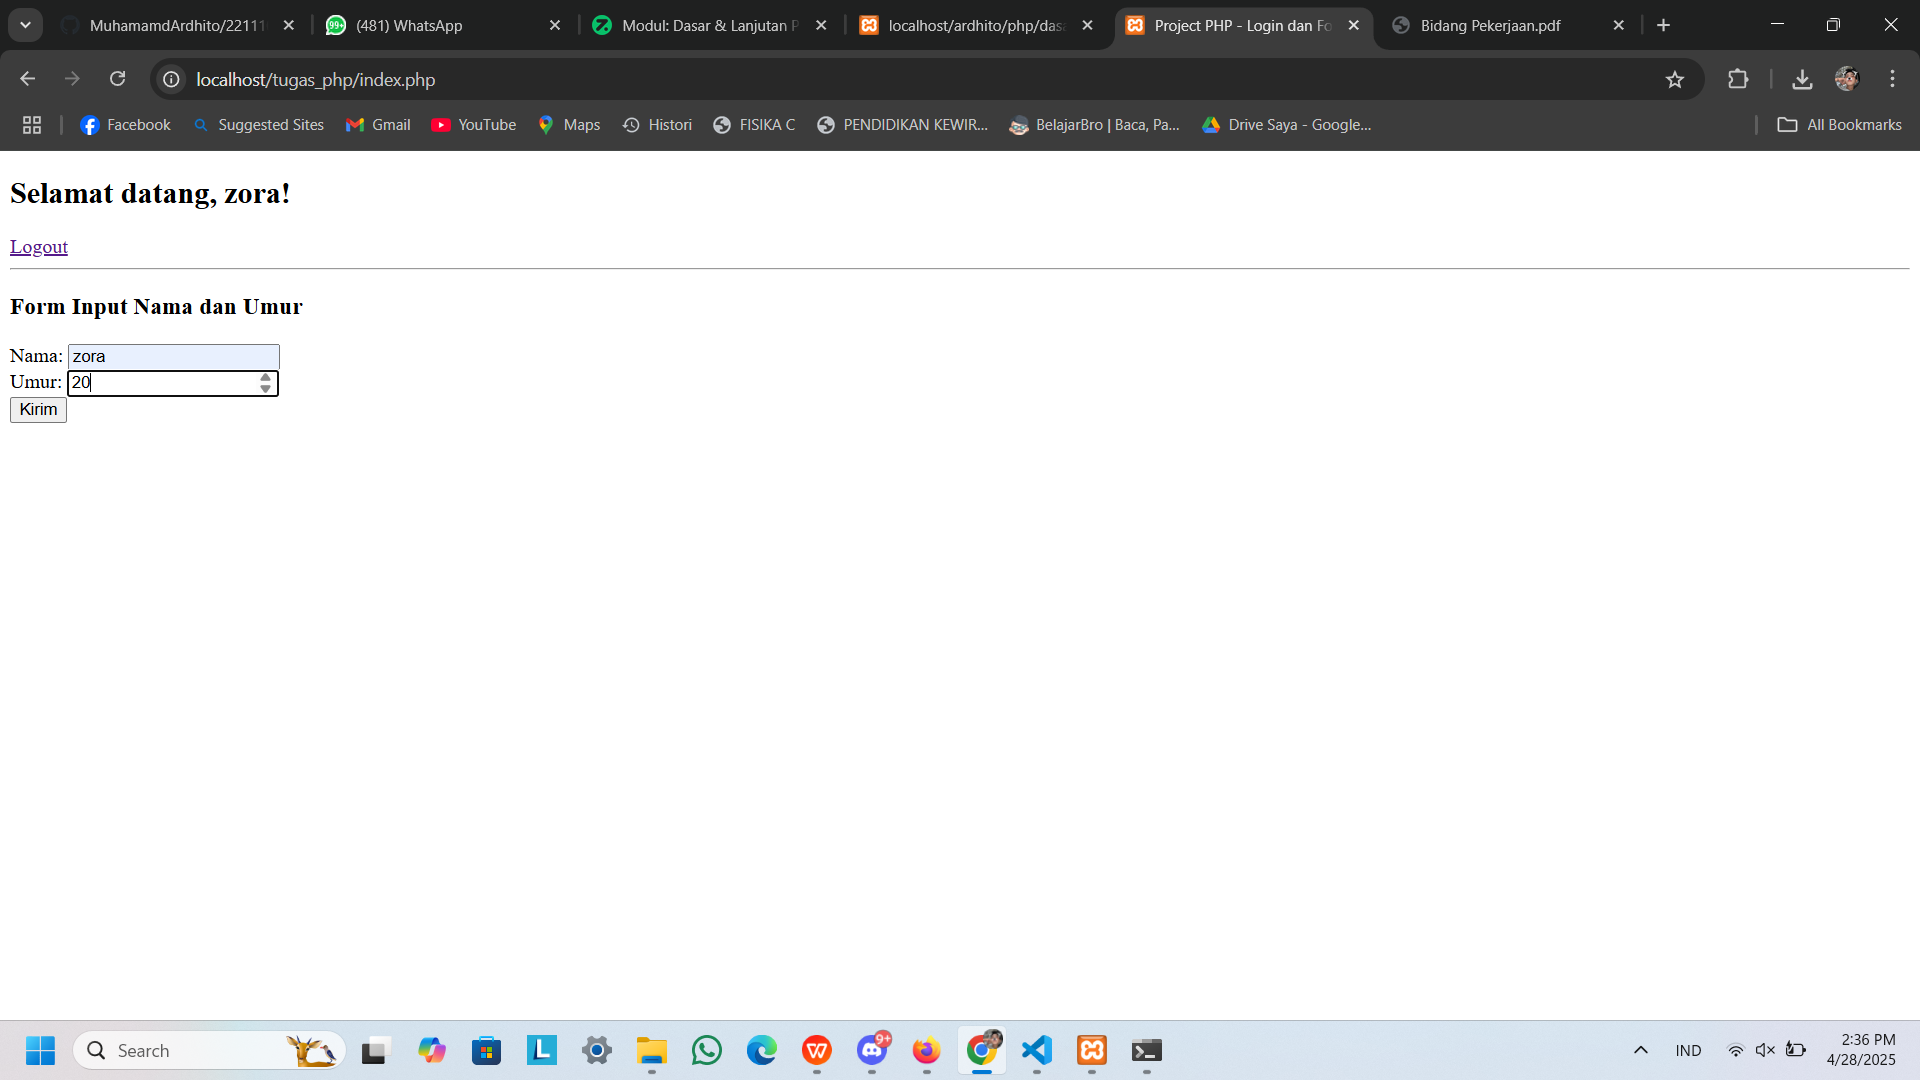 MuhamamdArdhito/22111
(481) WhatsApp
Modul: Dasar & Lanjutan P
localhost/ardhito/php/das
Project PHP - Login dan Fo
Bidang Pekerjaan.pdf
localhost/tugas_php/index.php
Facebook
Suggested Sites
Gmail
YouTube
Maps
Histori
FISIKA C
PENDIDIKAN KEWIR...
BelajarBro | Baca, Pa...
Drive Saya - Google...
All Bookmarks
Selamat datang, zora!
Logout
Form Input Nama dan Umur
Nama: zora
Umur: 20
Kirim
Search
9+
IND
2:36 PM
4/28/2025